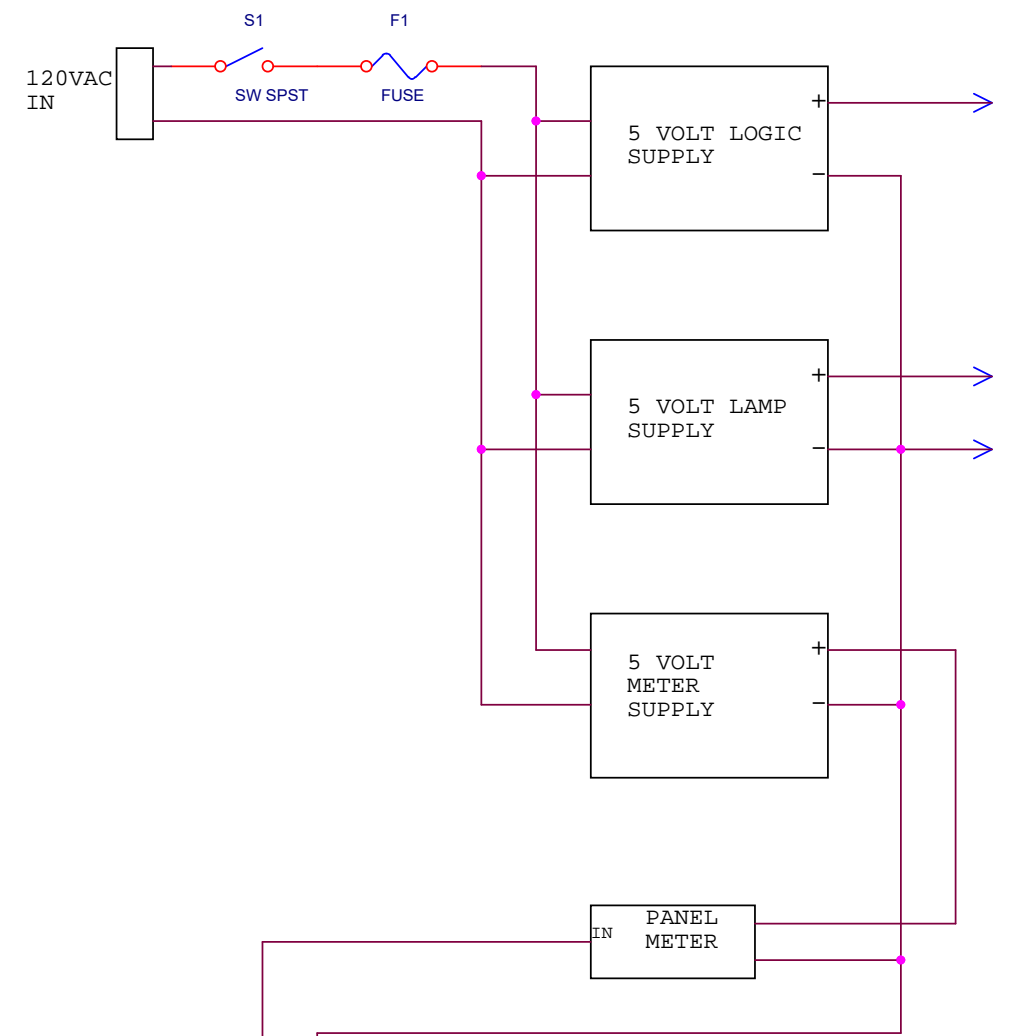 S1
F1
120VAC
IN
SW SPST
FUSE
+
5 VOLT LOGIC
SUPPLY
−
+
5 VOLT LAMP
SUPPLY
−
+
5 VOLT
METER
SUPPLY
−
PANEL
IN
METER